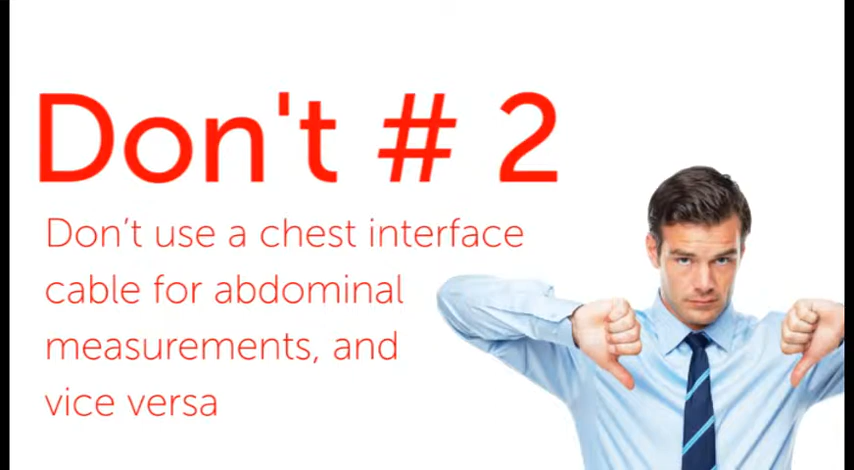 Don't # 2
Don’t use a chest interface
cable for abdominal
measurements, and
vice versa